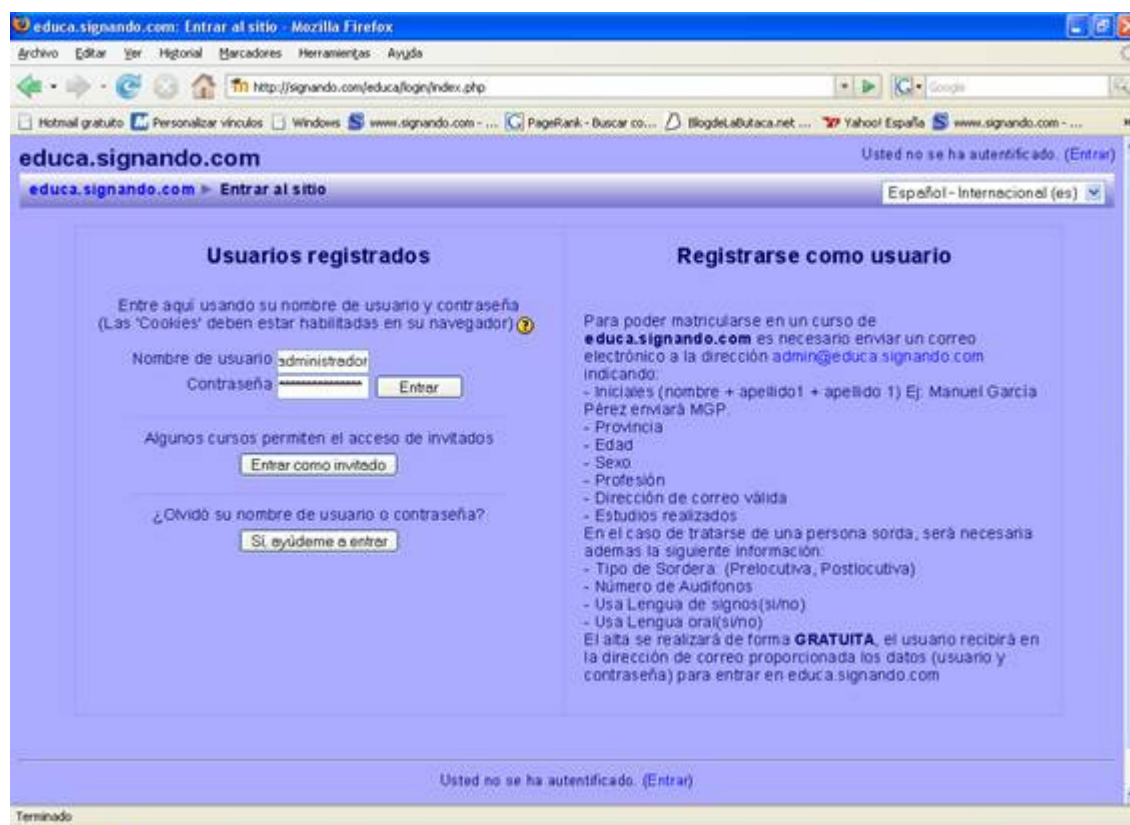 educa.signando.com: Entrar al sitio - Mozilla Firefox
Archivo Editar Ver Historial Marcadores Herramientas Ayuda
http://signando.com/educa/login/index.php
Google
Hotmail gratuito Personalizar vínculos Windows www.signando.com - ... PageRank - Buscar co... BlogdeLaButaca.net ... Yahoo! España www.signando.com - ...
educa.signando.com
Usted no se ha autentificado. (Entrar)
educa.signando.com ► Entrar al sitio
Español - Internacional (es)
Usuarios registrados
Entre aquí usando su nombre de usuario y contraseña
(Las 'Cookies' deben estar habilitadas en su navegador) ?
Nombre de usuario administrador
Contraseña
Entrar
Algunos cursos permiten el acceso de invitados
Entrar como invitado
¿Olvidó su nombre de usuario o contraseña?
Sí, ayúdeme a entrar
Registrarse como usuario
Para poder matricularse en un curso de
educa.signando.com es necesario enviar un correo
electrónico a la dirección admin@educa.signando.com
indicando:
- Iniciales (nombre + apellido1 + apellido 1) Ej: Manuel García
Pérez enviará MGP.
- Provincia
- Edad
- Sexo
- Profesión
- Dirección de correo válida
- Estudios realizados
En el caso de tratarse de una persona sorda, será necesaria
ademas la siguiente información:
- Tipo de Sordera: (Prelocutiva, Postlocutiva)
- Número de Audífonos
- Usa Lengua de signos(si/no)
- Usa Lengua oral(si/no)
El alta se realizará de forma GRATUITA, el usuario recibirá en
la dirección de correo proporcionada los datos (usuario y
contraseña) para entrar en educa.signando.com
Usted no se ha autentificado. (Entrar)
Terminado